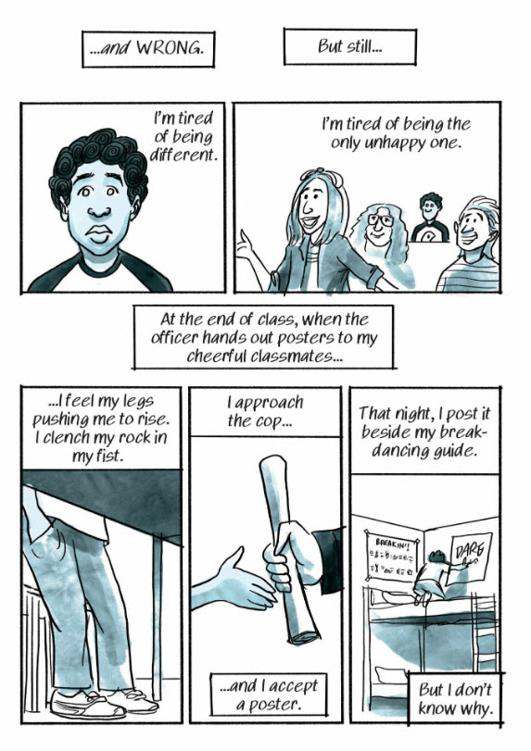 ...and WRONG.
But still...
I'm tired
of being
different.
I'm tired of being the
only unhappy one.
At the end of class, when the
officer hands out posters to my
cheerful classmates...
...I feel my legs
pushing me to rise.
I clench my rock in
my fist.
I approach
the cop...
...and I accept
a poster.
That night, I post it
beside my break-
dancing guide.
BREAKIN'!
DARE
But I don't
know why.